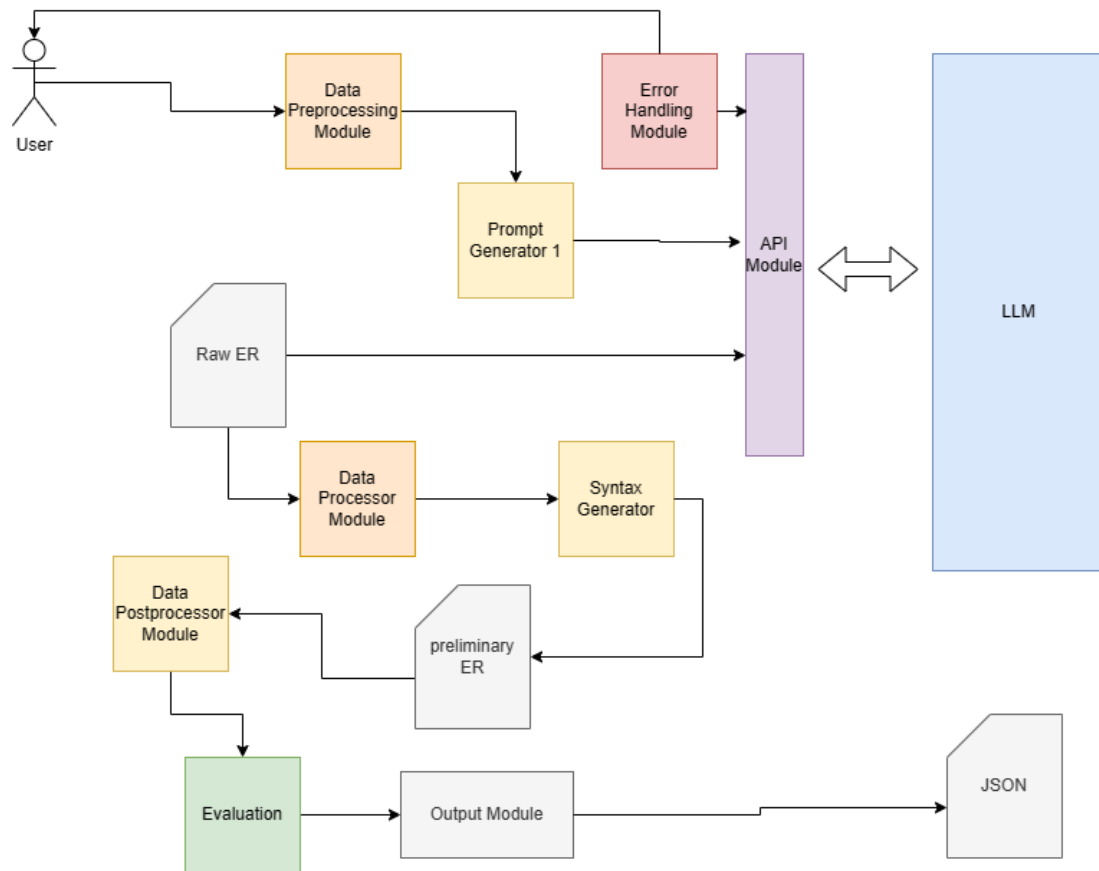 User
Data
Preprocessing
Module
Error
Handling
Module
Prompt
Generator 1
API
Module
LLM
Raw ER
Data
Processor
Module
Syntax
Generator
Data
Postprocessor
Module
preliminary
ER
Evaluation
Output Module
JSON